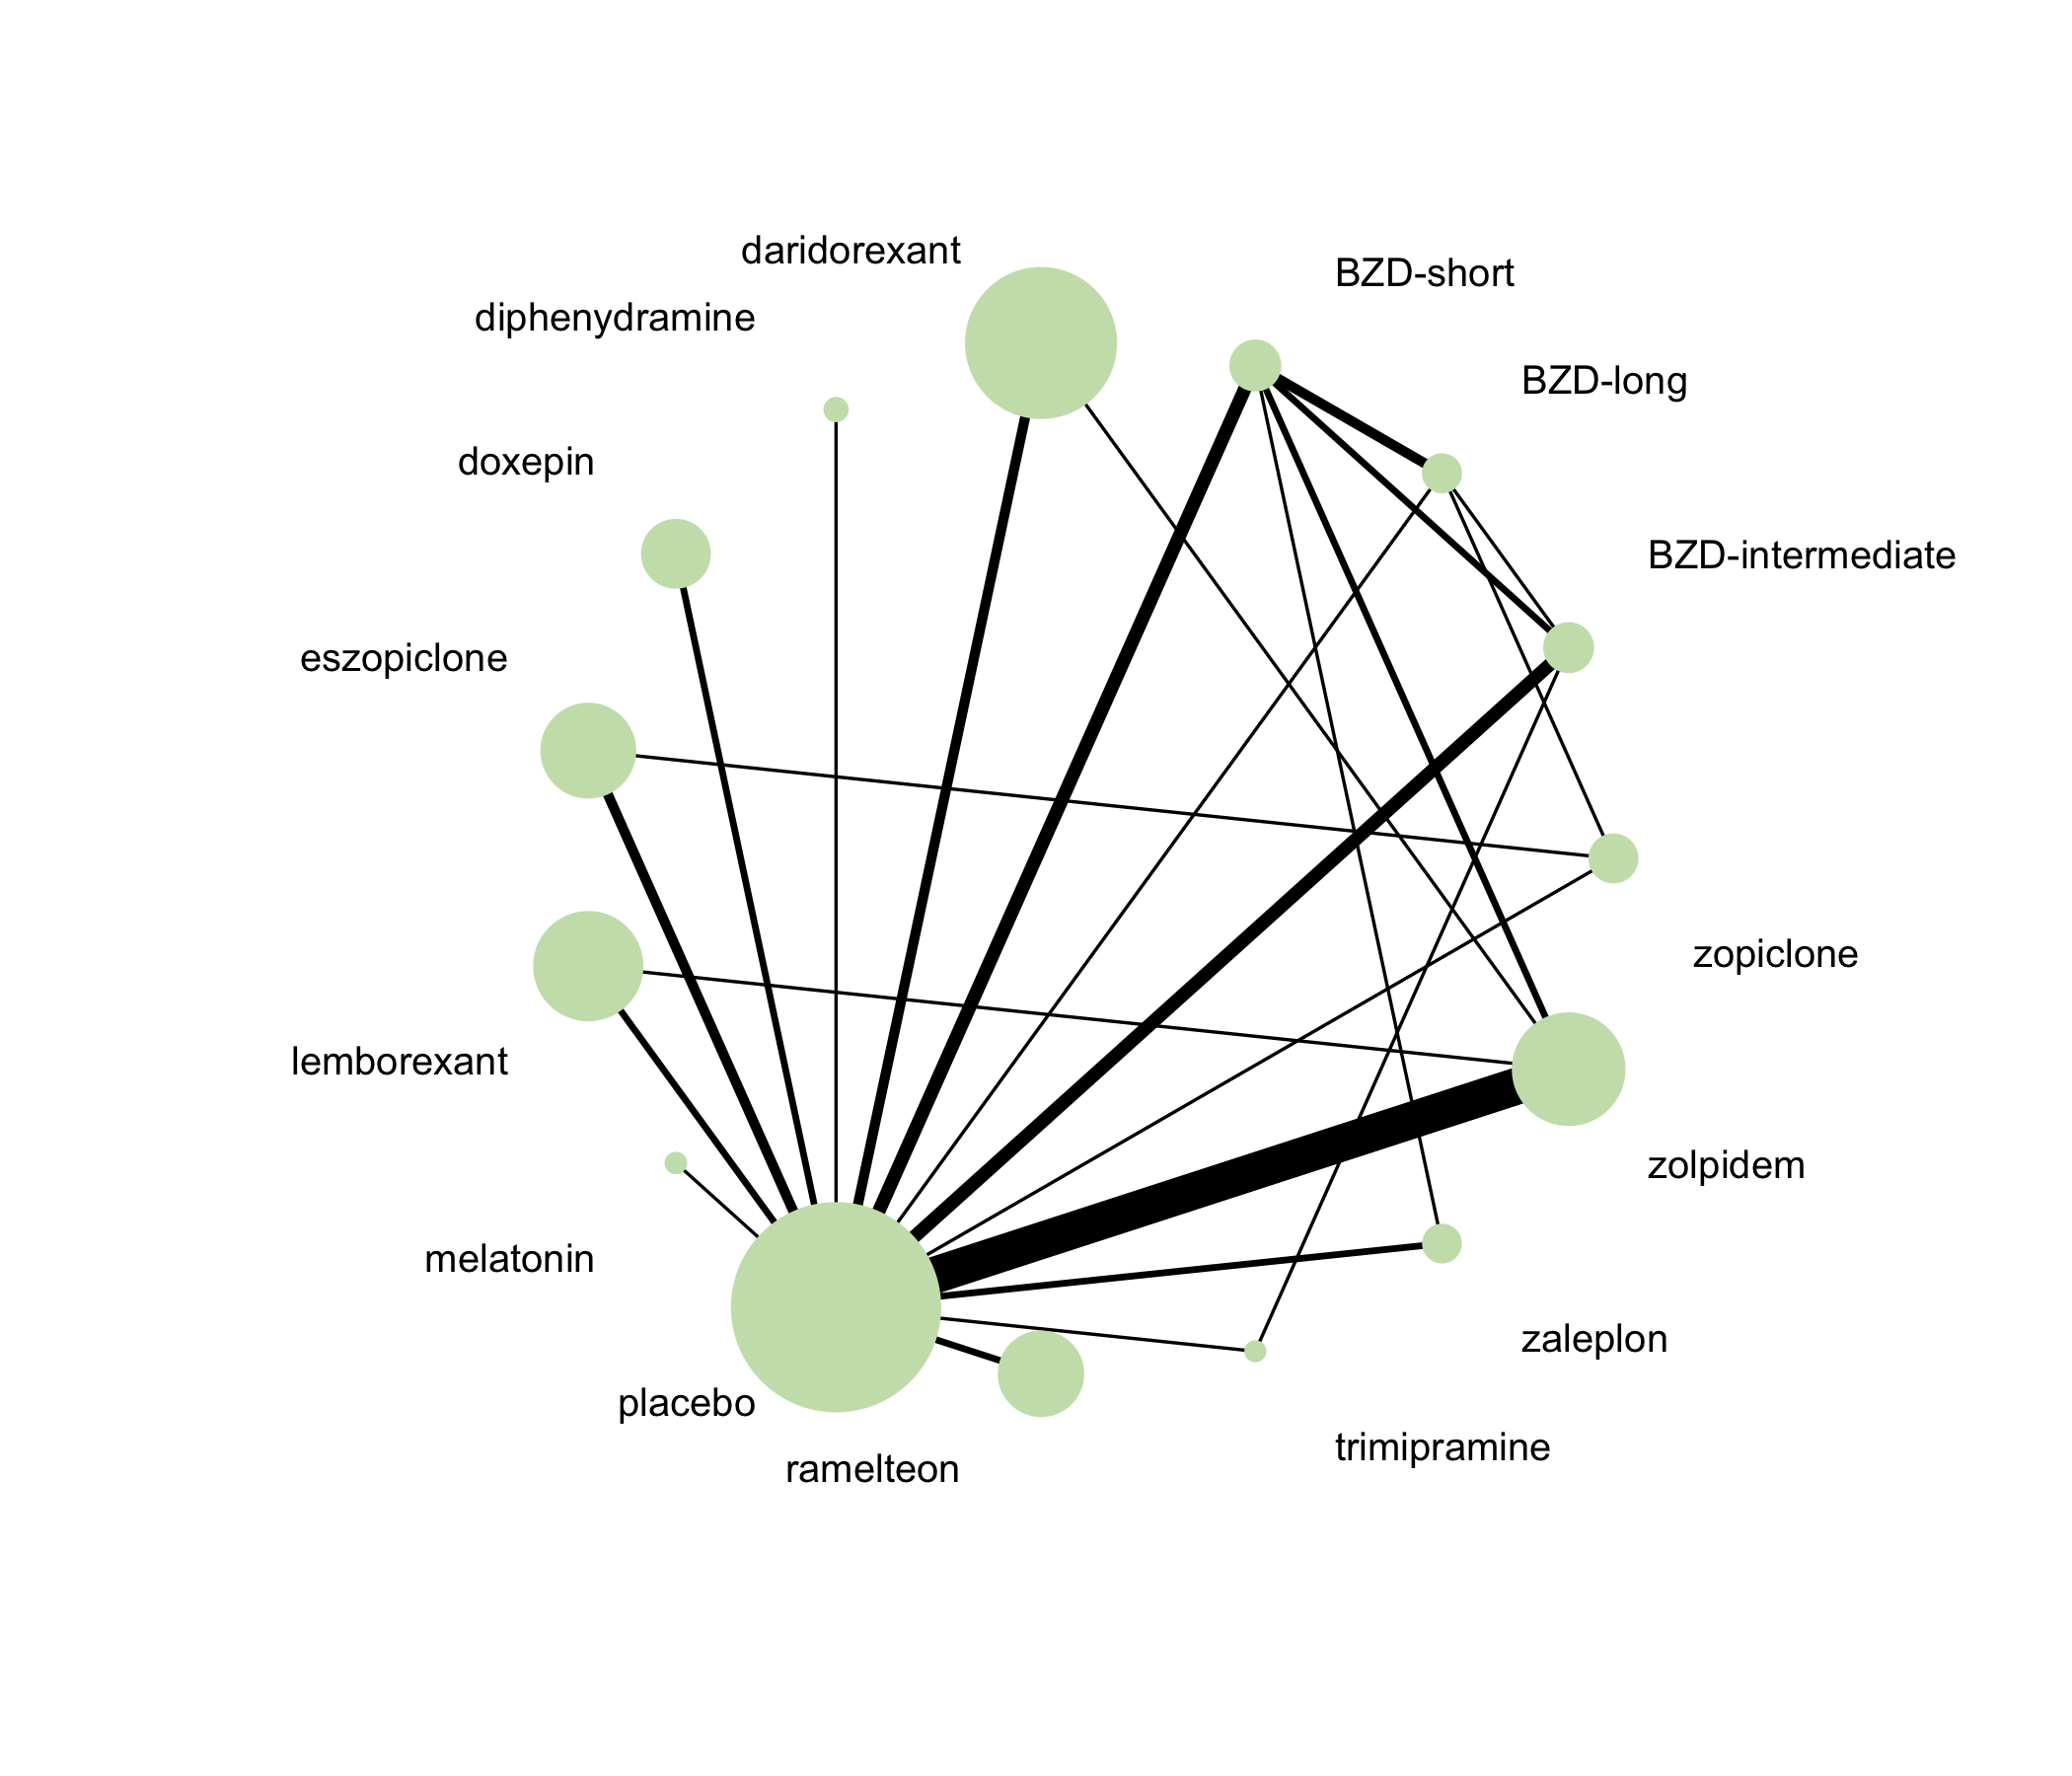 daridorexant
BZD-short
diphenydramine
BZD-long
doxepin
BZD-intermediate
eszopiclone
zopiclone
lemborexant
zolpidem
melatonin
zaleplon
placebo
trimipramine
ramelteon